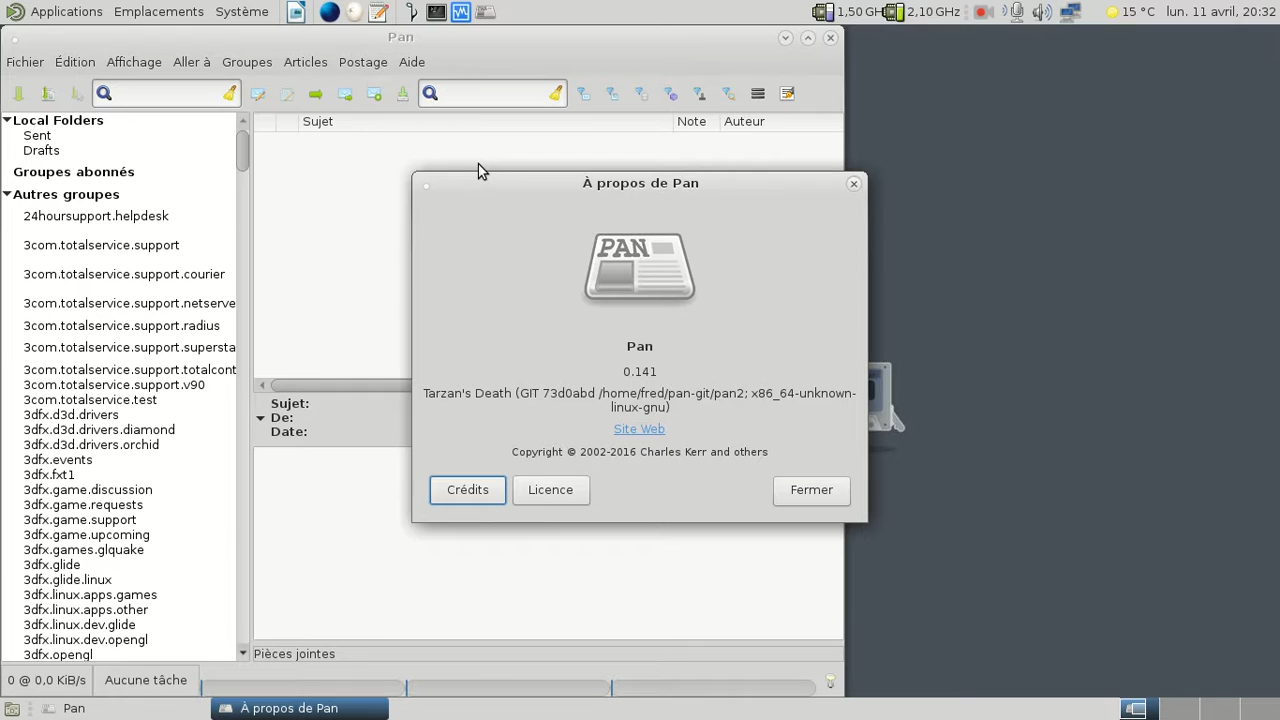 Applications Emplacements Système
1,50 GH 2,10 GHz 15 °C lun. 11 avril, 20:32
Pan
Fichier Édition Affichage Aller à Groupes Articles Postage Aide
Local Folders
Sent
Drafts
Groupes abonnés
Autres groupes
24hoursupport.helpdesk
3com.totalservice.support
3com.totalservice.support.courier
3com.totalservice.support.netserve
3com.totalservice.support.radius
3com.totalservice.support.supersta
3com.totalservice.support.totalcont
3com.totalservice.support.v90
3com.totalservice.test
3dfx.d3d.drivers
3dfx.d3d.drivers.diamond
3dfx.d3d.drivers.orchid
3dfx.events
3dfx.fxt1
3dfx.game.discussion
3dfx.game.requests
3dfx.game.support
3dfx.game.upcoming
3dfx.games.glquake
3dfx.glide
3dfx.glide.linux
3dfx.linux.apps.games
3dfx.linux.apps.other
3dfx.linux.dev.glide
3dfx.linux.dev.opengl
3dfx.opengl
Sujet Note Auteur
Sujet:
De:
Date:
Pièces jointes
À propos de Pan
PAN
Pan
0.141
Tarzan's Death (GIT 73d0abd /home/fred/pan-git/pan2; x86_64-unknown-
linux-gnu)
Site Web
Copyright © 2002-2016 Charles Kerr and others
Crédits Licence Fermer
0 @ 0,0 KiB/s Aucune tâche
Pan À propos de Pan